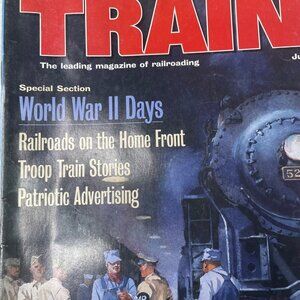 TRAIN
The leading magazine of railroading
Special Section
World War II Days
Railroads on the Home Front
Troop Train Stories
Patriotic Advertising
52